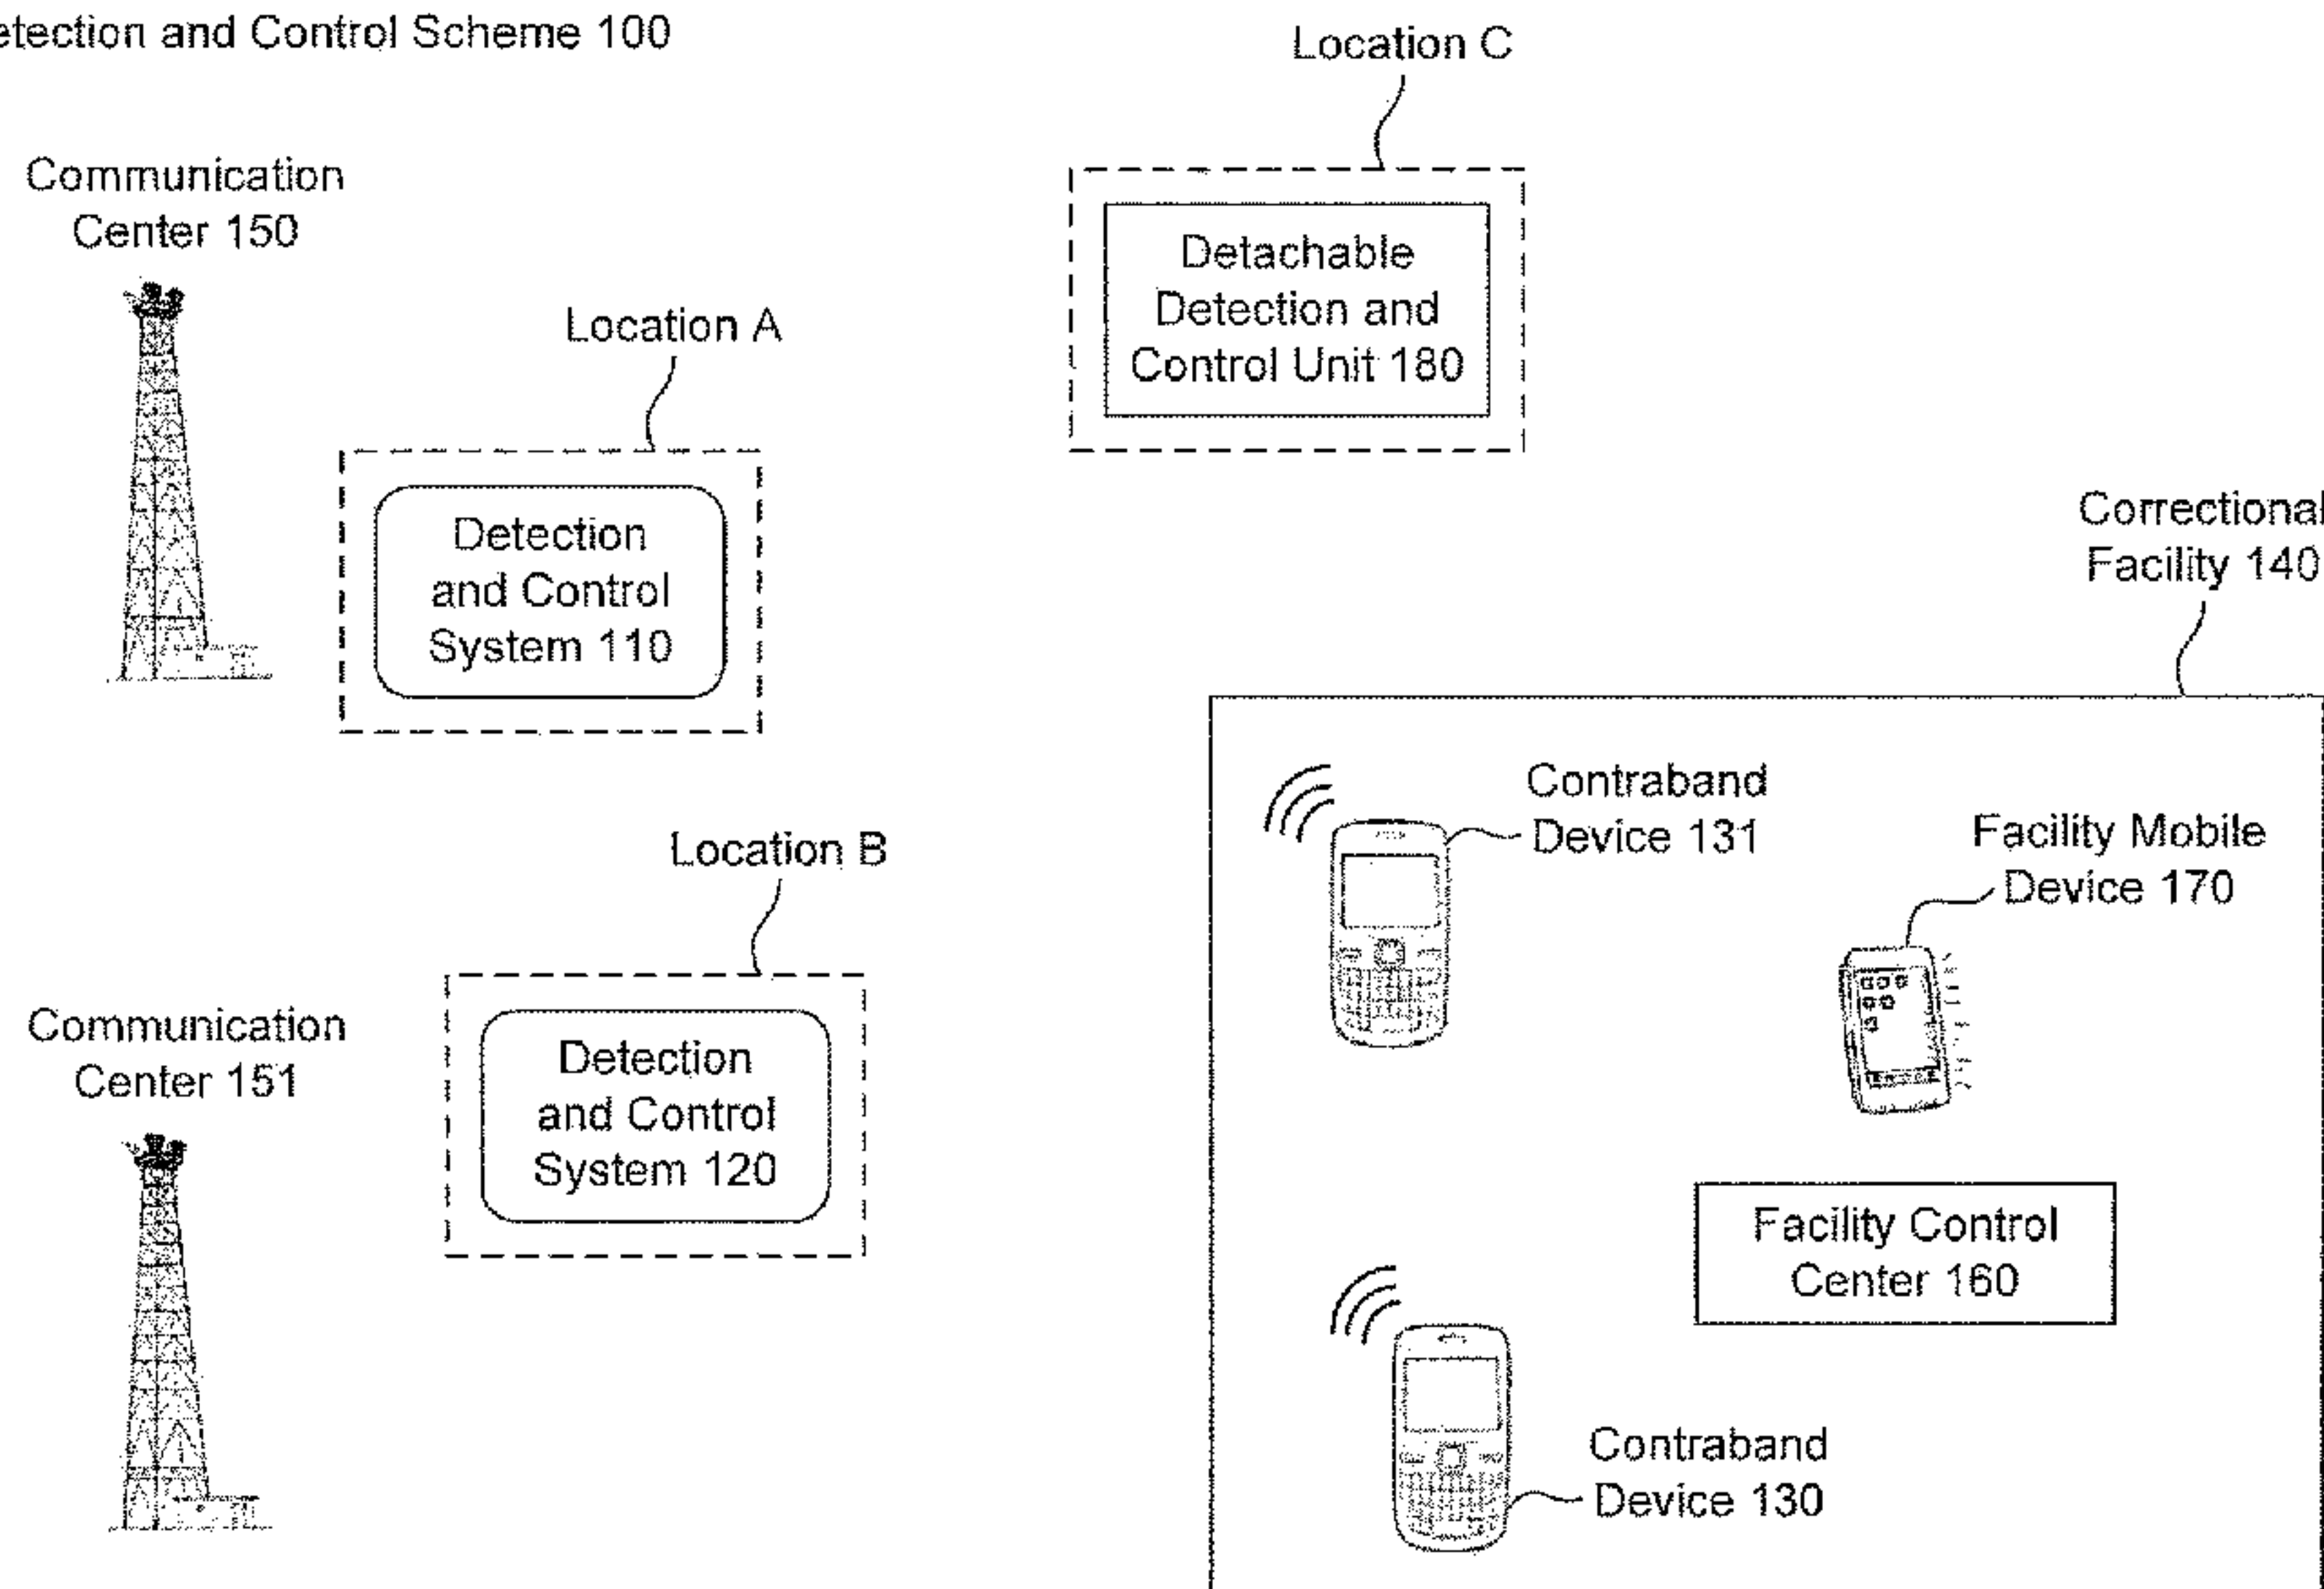 etection and Control Scheme 100
Location C
Communication
Center 150
Detachable
Detection and
Control Unit 180
Location A
Detection
and Control
System 110
Correctional
Facility 140
Contraband
Device 131
Facility Mobile
Device 170
Location B
Communication
Center 151
Detection
and Control
System 120
Facility Control
Center 160
Contraband
Device 130